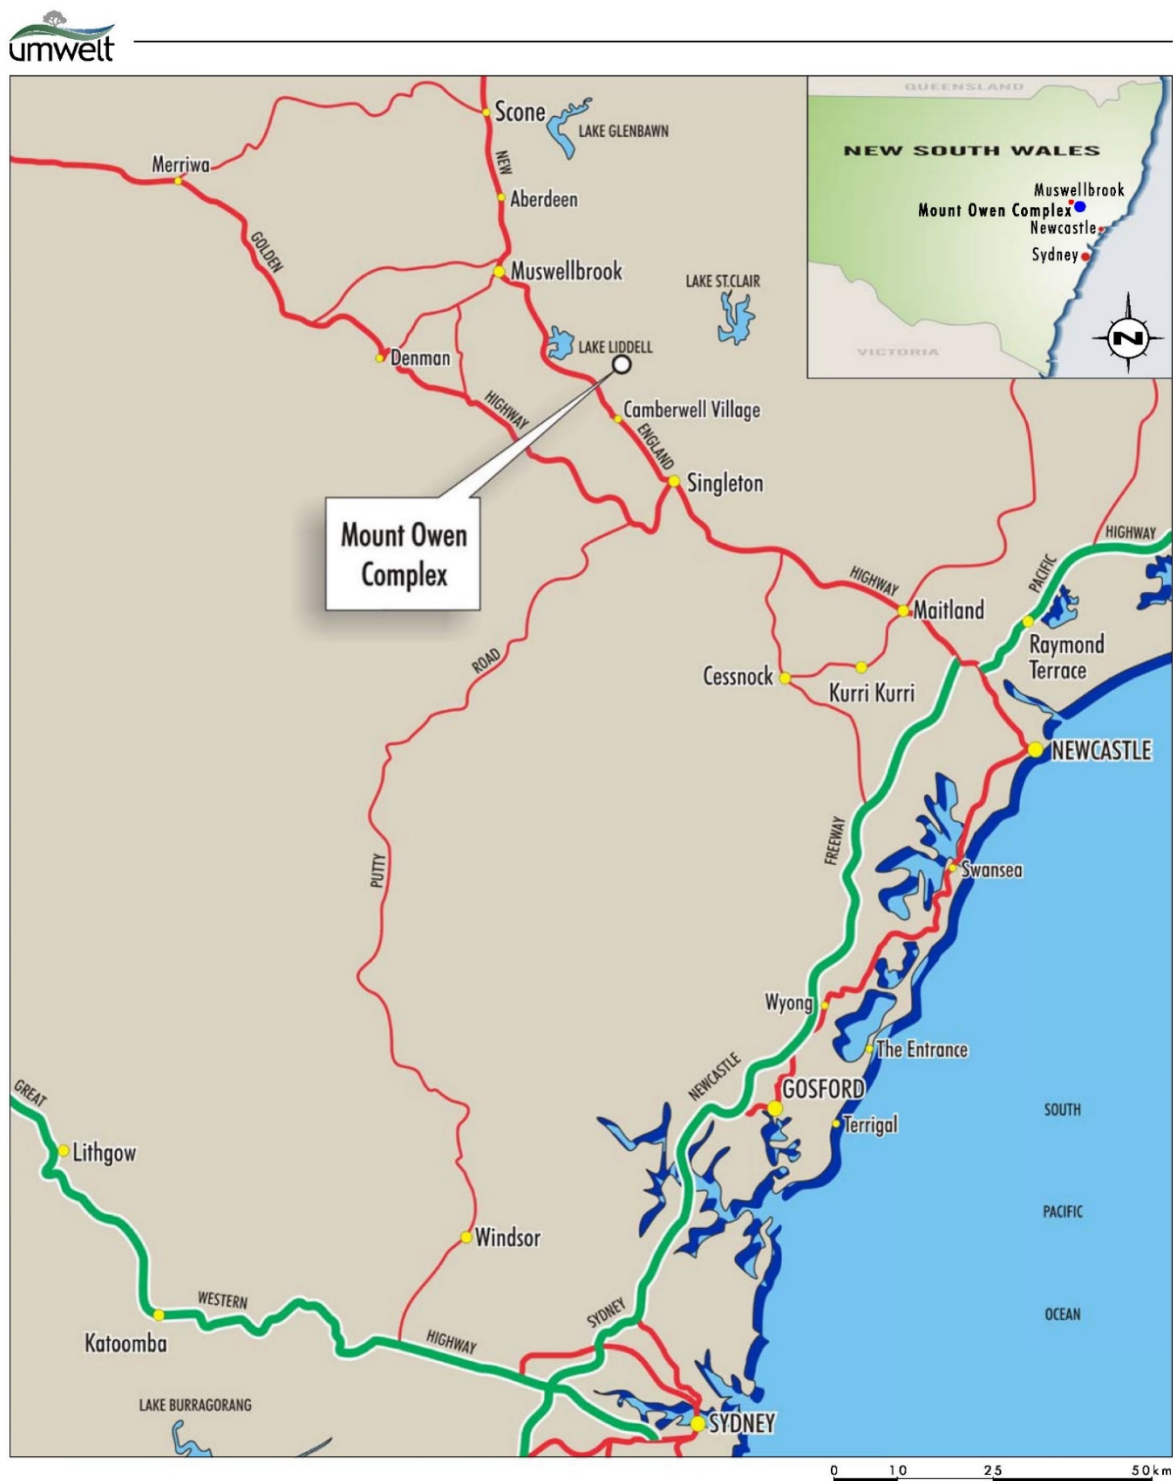 umwelt
QUEENSLAND
NEW SOUTH WALES
Muswellbrook
Mount Owen Complex
Newcastle
Sydney
VICTORIA
N
Scone
LAKE GLENBAWN
NEW
Merriwa
Aberdeen
GOLDEN
Muswellbrook
LAKE ST.CLAIR
LAKE LIDDELL
Denman
HIGHWAY
Camberwell Village
ENGLAND
Singleton
Mount Owen
Complex
HIGHWAY
PACIFIC
HIGHWAY
Maitland
Raymond
Terrace
ROAD
Cessnock
Kurri Kurri
NEWCASTLE
FREEWAY
PUTTY
Swansea
Wyong
The Entrance
NEWCASTLE
GOSFORD
GREAT
SOUTH
Terrigal
Lithgow
PACIFIC
Windsor
WESTERN
SYDNEY
OCEAN
Katoomba
HIGHWAY
LAKE BURRAGORANG
SYDNEY
0 10 25 50km